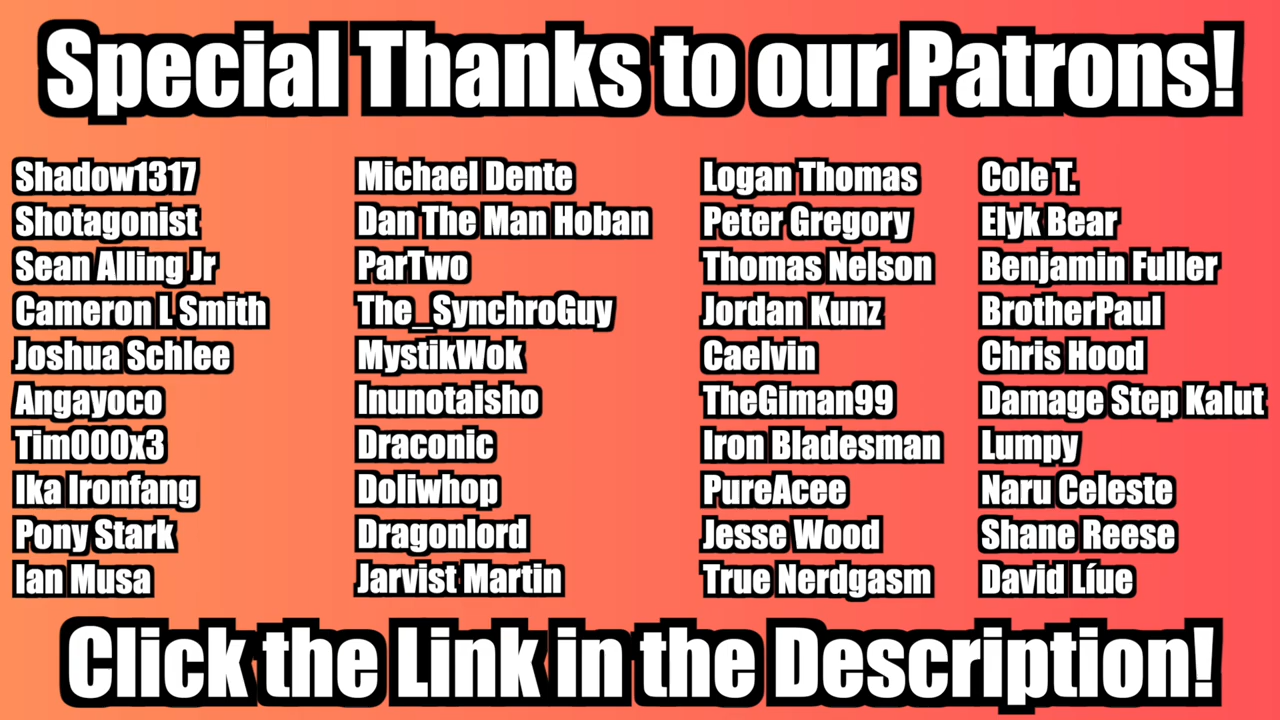 Special Thanks to our Patrons!
Shadow1317
Shotagonist
Sean Alling Jr
Cameron L Smith
Joshua Schlee
Angayoco
Tim000x3
Ika Ironfang
Pony Stark
Ian Musa
Michael Dente
Dan The Man Hoban
ParTwo
The_SynchroGuy
MystikWok
Inunotaisho
Draconic
Doliwhop
Dragonlord
Jarvist Martin
Logan Thomas
Peter Gregory
Thomas Nelson
Jordan Kunz
Caelvin
TheGiman99
Iron Bladesman
PureAcee
Jesse Wood
True Nerdgasm
Cole T.
Elyk Bear
Benjamin Fuller
BrotherPaul
Chris Hood
Damage Step Kalut
Lumpy
Naru Celeste
Shane Reese
David Líue
Click the Link in the Description!